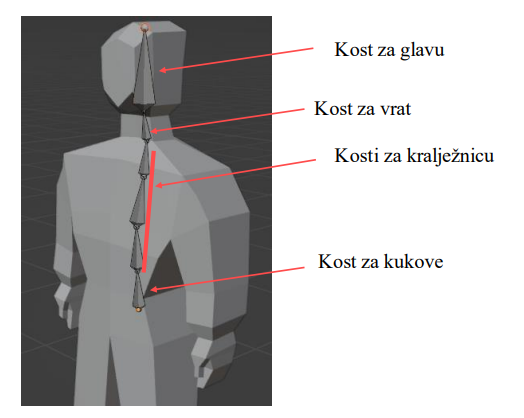 Kost za glavu
Kost za vrat
Kosti za kralježnicu
Kost za kukove